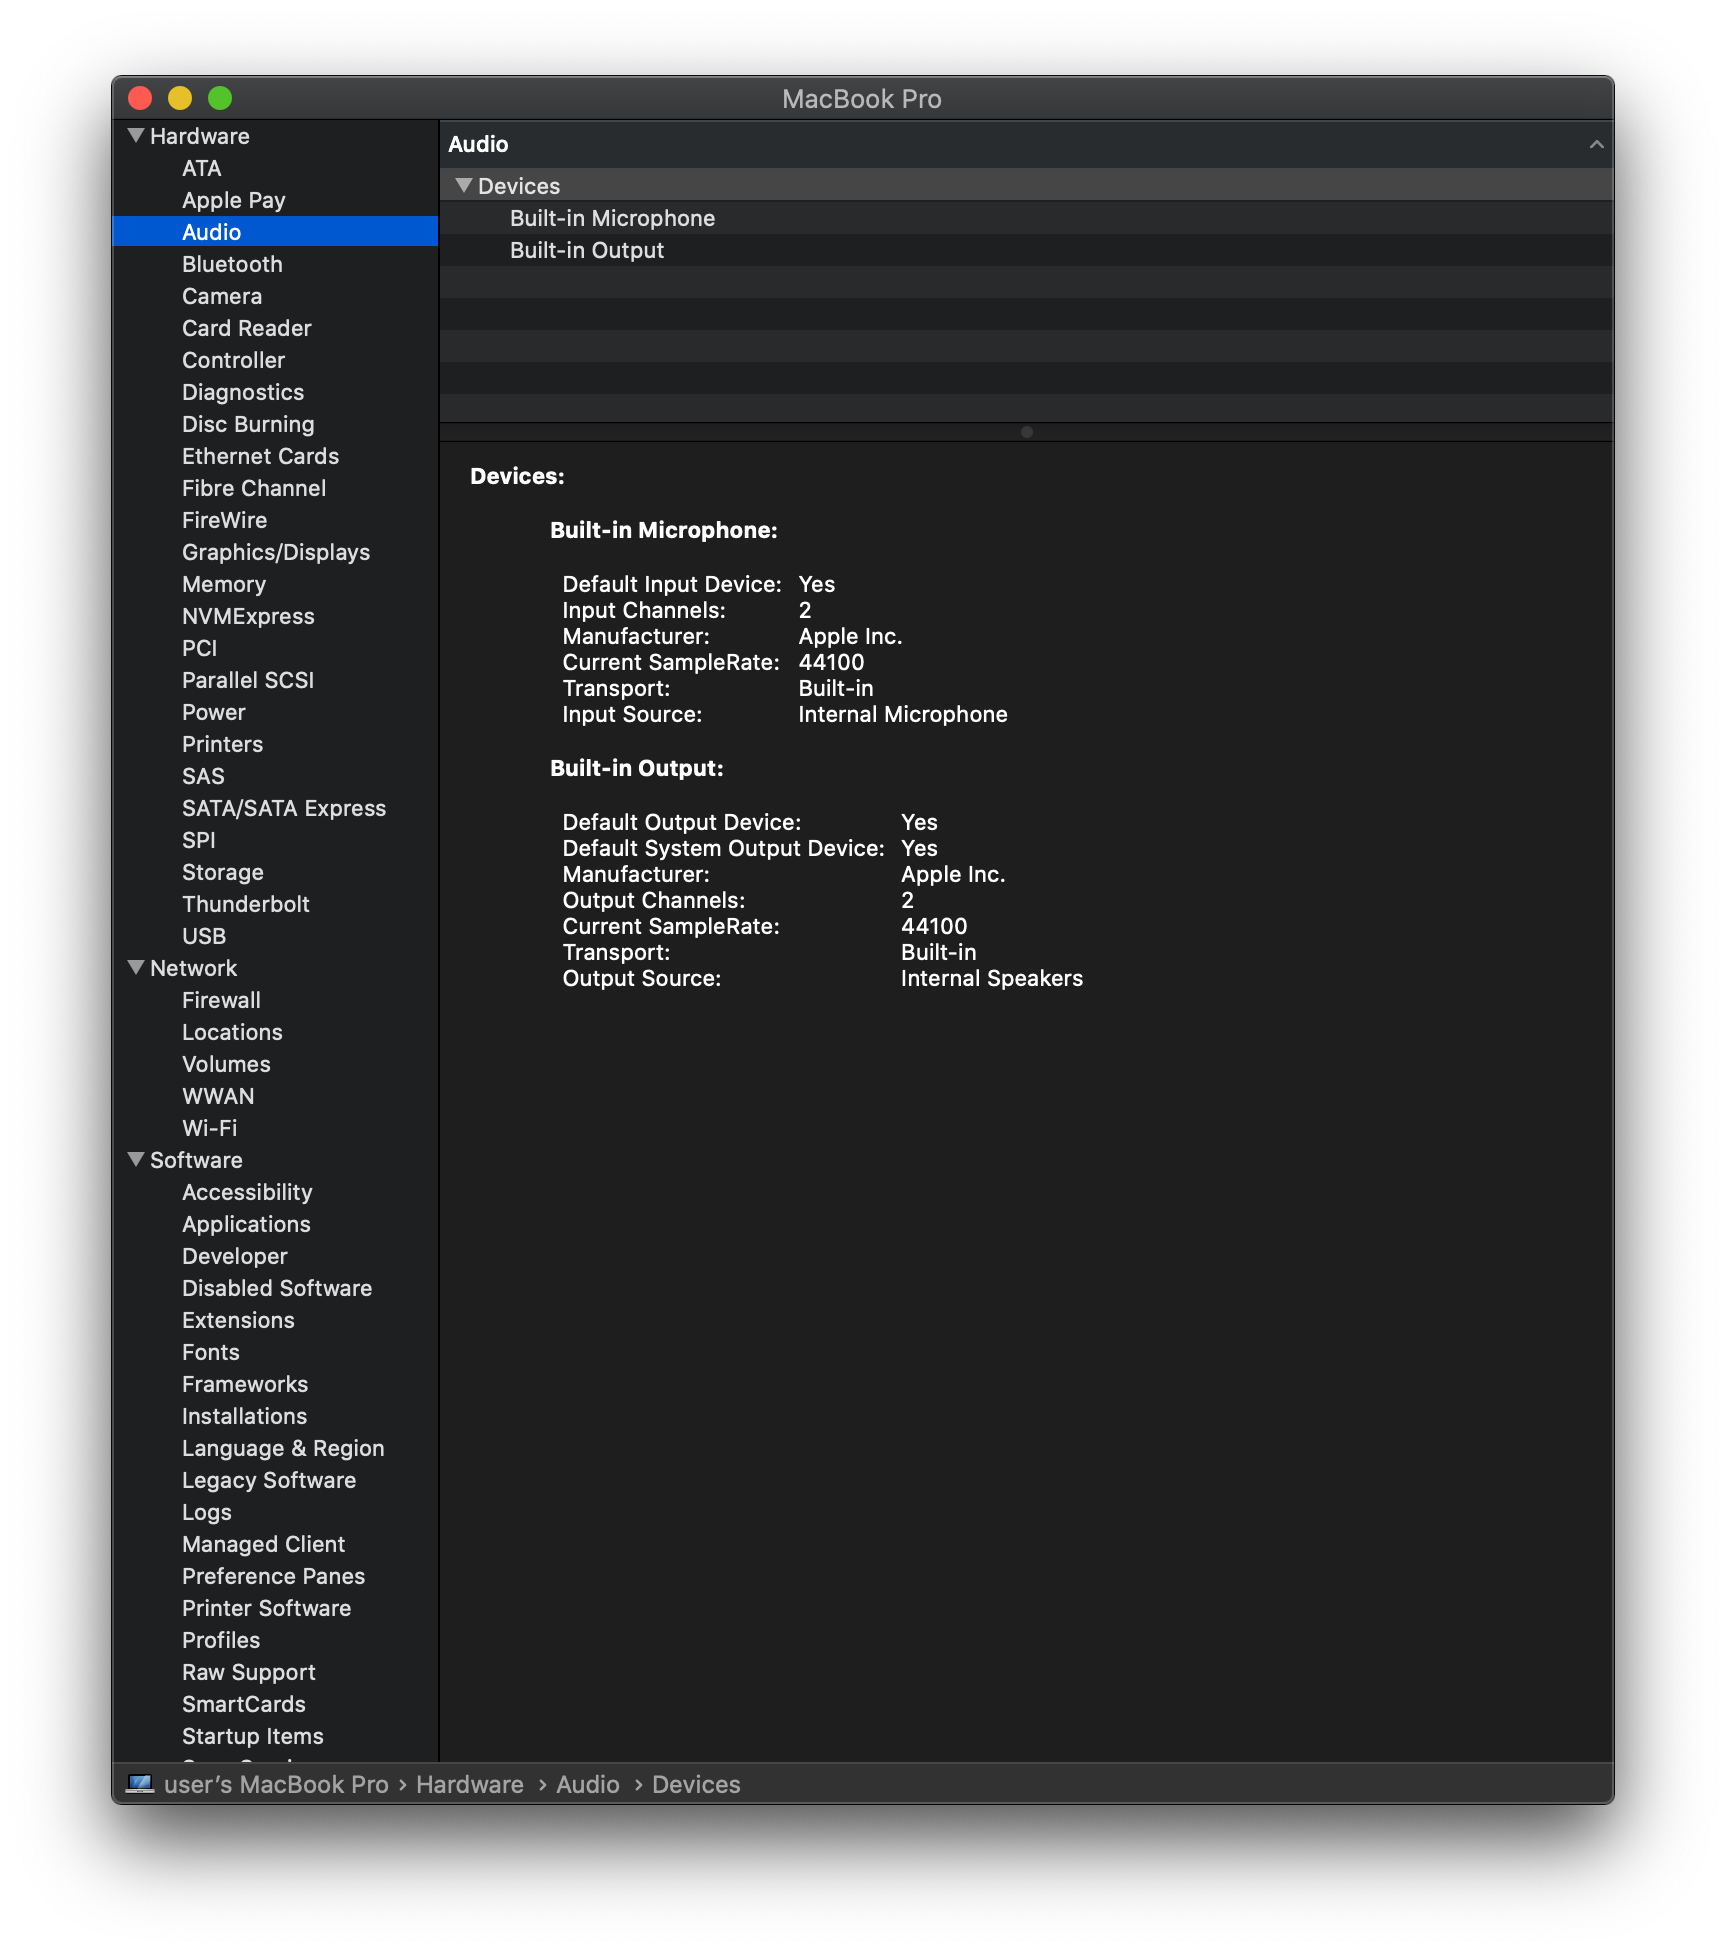 MacBook Pro
Hardware
ATA
Apple Pay
Audio
Bluetooth
Camera
Card Reader
Controller
Diagnostics
Disc Burning
Ethernet Cards
Fibre Channel
FireWire
Graphics/Displays
Memory
NVMExpress
PCI
Parallel SCSI
Power
Printers
SAS
SATA/SATA Express
SPI
Storage
Thunderbolt
USB
Network
Firewall
Locations
Volumes
WWAN
Wi-Fi
Software
Accessibility
Applications
Developer
Disabled Software
Extensions
Fonts
Frameworks
Installations
Language & Region
Legacy Software
Logs
Managed Client
Preference Panes
Printer Software
Profiles
Raw Support
SmartCards
Startup Items
Audio
Devices
Built-in Microphone
Built-in Output
Devices:
Built-in Microphone:
Default Input Device: Yes
Input Channels: 2
Manufacturer: Apple Inc.
Current SampleRate: 44100
Transport: Built-in
Input Source: Internal Microphone
Built-in Output:
Default Output Device: Yes
Default System Output Device: Yes
Manufacturer: Apple Inc.
Output Channels: 2
Current SampleRate: 44100
Transport: Built-in
Output Source: Internal Speakers
user’s MacBook Pro › Hardware › Audio › Devices